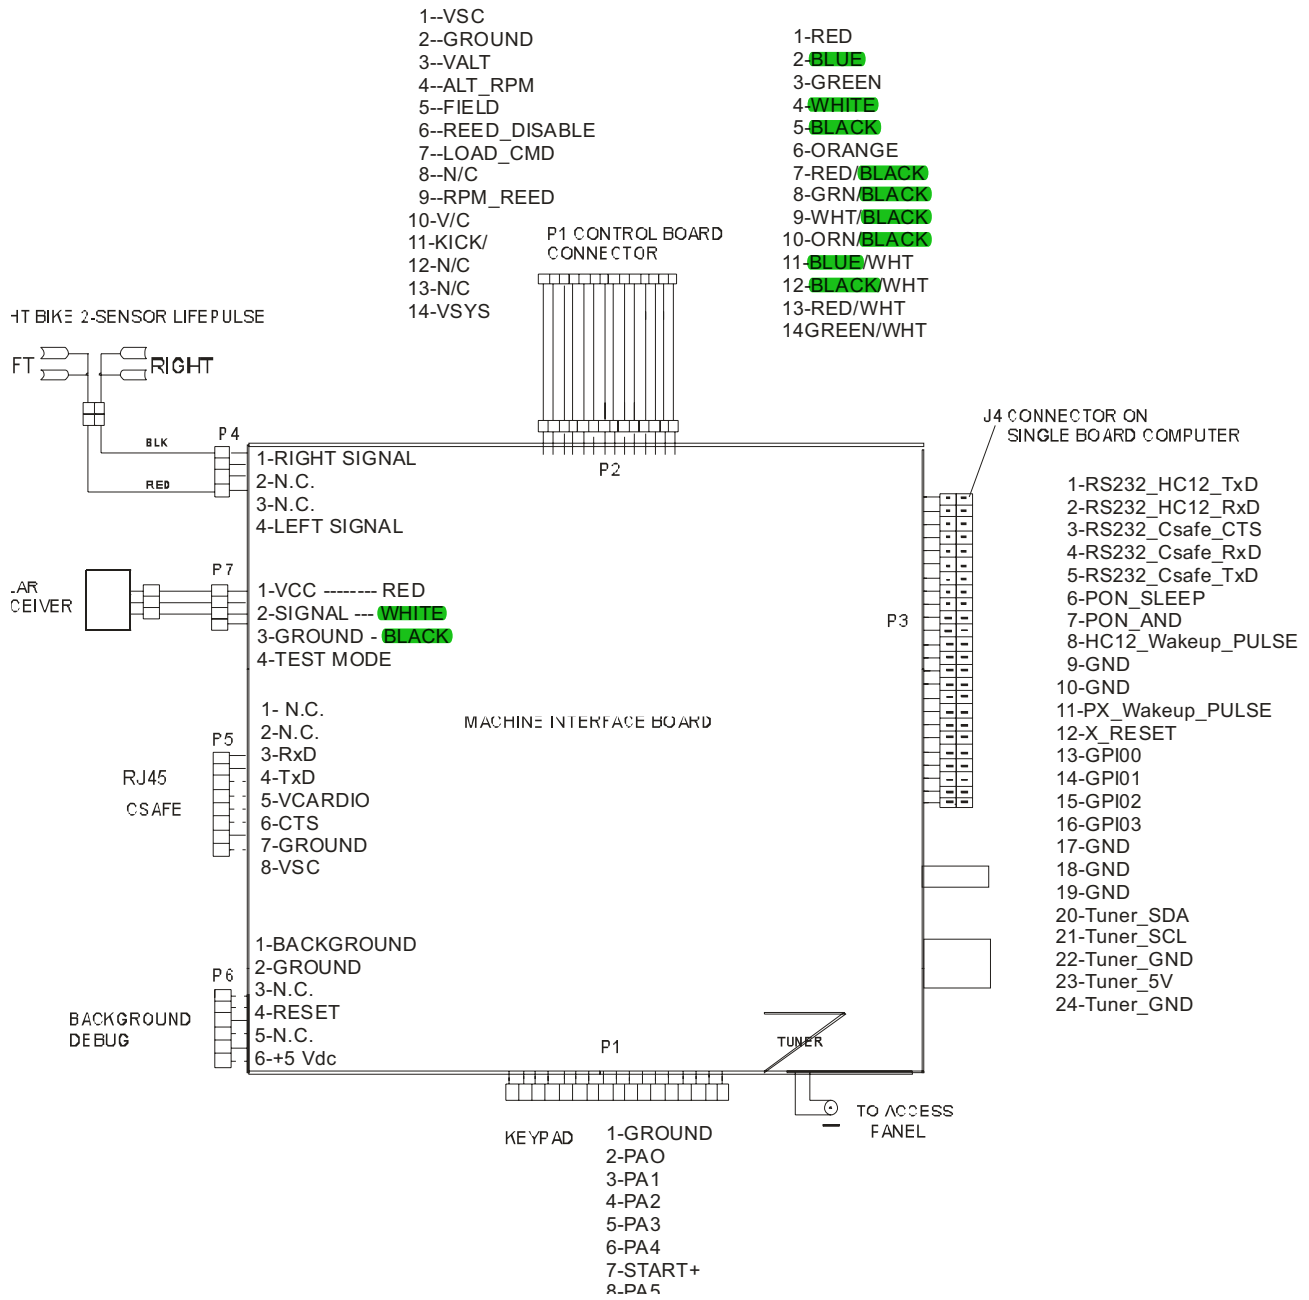 1--VSC
2--GROUND
3--VALT
4--ALT_RPM
5--FIELD
6--REED_DISABLE
7--LOAD_CMD
8--N/C
9--RPM_REED
10-V/C
11-KICK/
12-N/C
13-N/C
14-VSYS
1-RED
2-BLUE
3-GREEN
4-WHITE
5-BLACK
6-ORANGE
7-RED/BLACK
8-GRN/BLACK
9-WHT/BLACK
10-ORN/BLACK
11-BLUE/WHT
12-BLACK/WHT
13-RED/WHT
14GREEN/WHT
P1 CONTROL BOARD
CONNECTOR
HT BIKE 2-SENSOR LIFEPULSE
FT
RIGHT
BLK
RED
P4
1-RIGHT SIGNAL
2-N.C.
3-N.C.
4-LEFT SIGNAL
P2
J4 CONNECTOR ON
SINGLE BOARD COMPUTER
LAR
CEIVER
P7
1-VCC -------- RED
2-SIGNAL --- WHITE
3-GROUND - BLACK
4-TEST MODE
P3
1-RS232_HC12_TxD
2-RS232_HC12_RxD
3-RS232_Csafe_CTS
4-RS232_Csafe_RxD
5-RS232_Csafe_TxD
6-PON_SLEEP
7-PON_AND
8-HC12_Wakeup_PULSE
9-GND
10-GND
11-PX_Wakeup_PULSE
12-X_RESET
13-GPI00
14-GPI01
15-GPI02
16-GPI03
17-GND
18-GND
19-GND
20-Tuner_SDA
21-Tuner_SCL
22-Tuner_GND
23-Tuner_5V
24-Tuner_GND
MACHINE INTERFACE BOARD
RJ45
CSAFE
P5
1- N.C.
2-N.C.
3-RxD
4-TxD
5-VCARDIO
6-CTS
7-GROUND
8-VSC
BACKGROUND
DEBUG
P6
1-BACKGROUND
2-GROUND
3-N.C.
4-RESET
5-N.C.
6-+5 Vdc
P1
TUNER
TO ACCESS
PANEL
KEYPAD
1-GROUND
2-PAO
3-PA1
4-PA2
5-PA3
6-PA4
7-START+
8-PA5